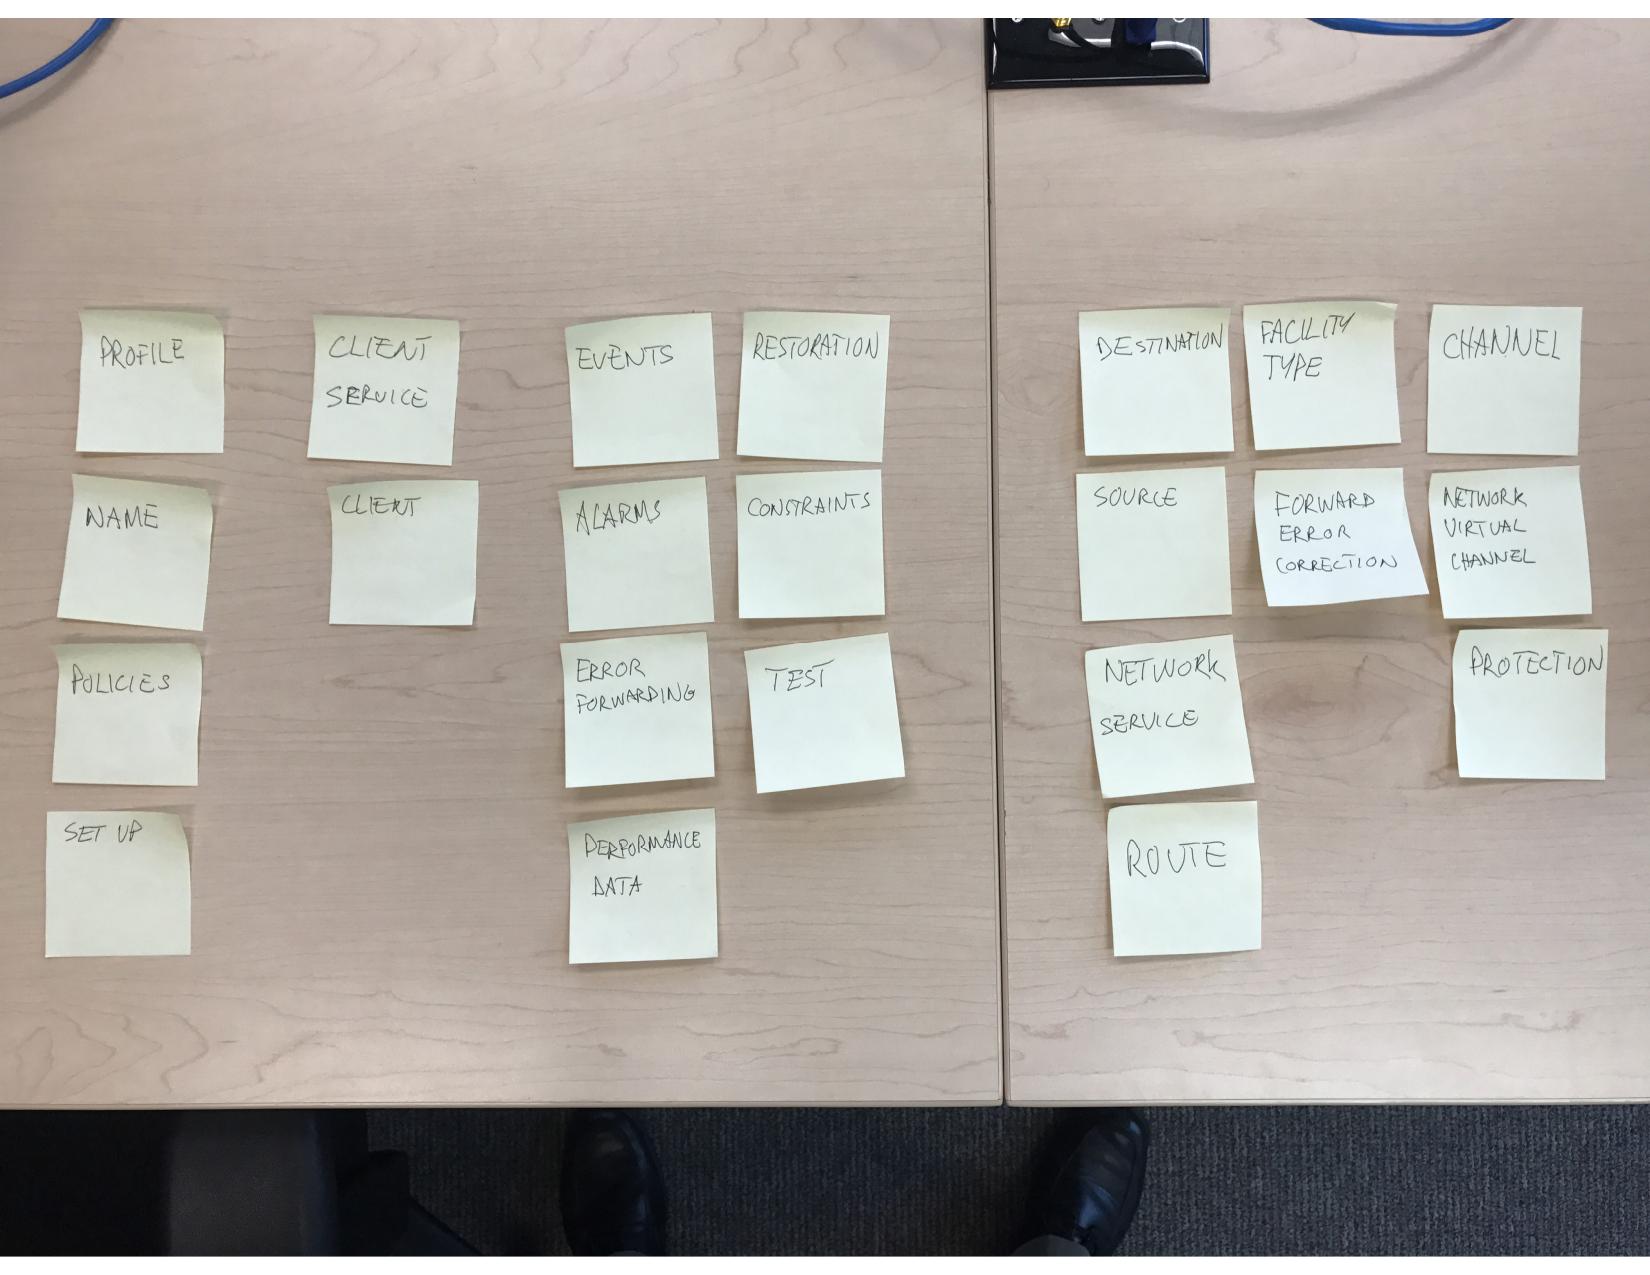 PROFILE
NAME
POLICIES
SET UP
CLIENT
SERVICE
CLIENT
EVENTS
ALARMS
ERROR
FORWARDING
PERFORMANCE
DATA
RESTORATION
CONSTRAINTS
TEST
DESTINATION
SOURCE
NETWORK
SERVICE
ROUTE
FACILITY
TYPE
FORWARD
ERROR
CORRECTION
CHANNEL
NETWORK
VIRTUAL
CHANNEL
PROTECTION